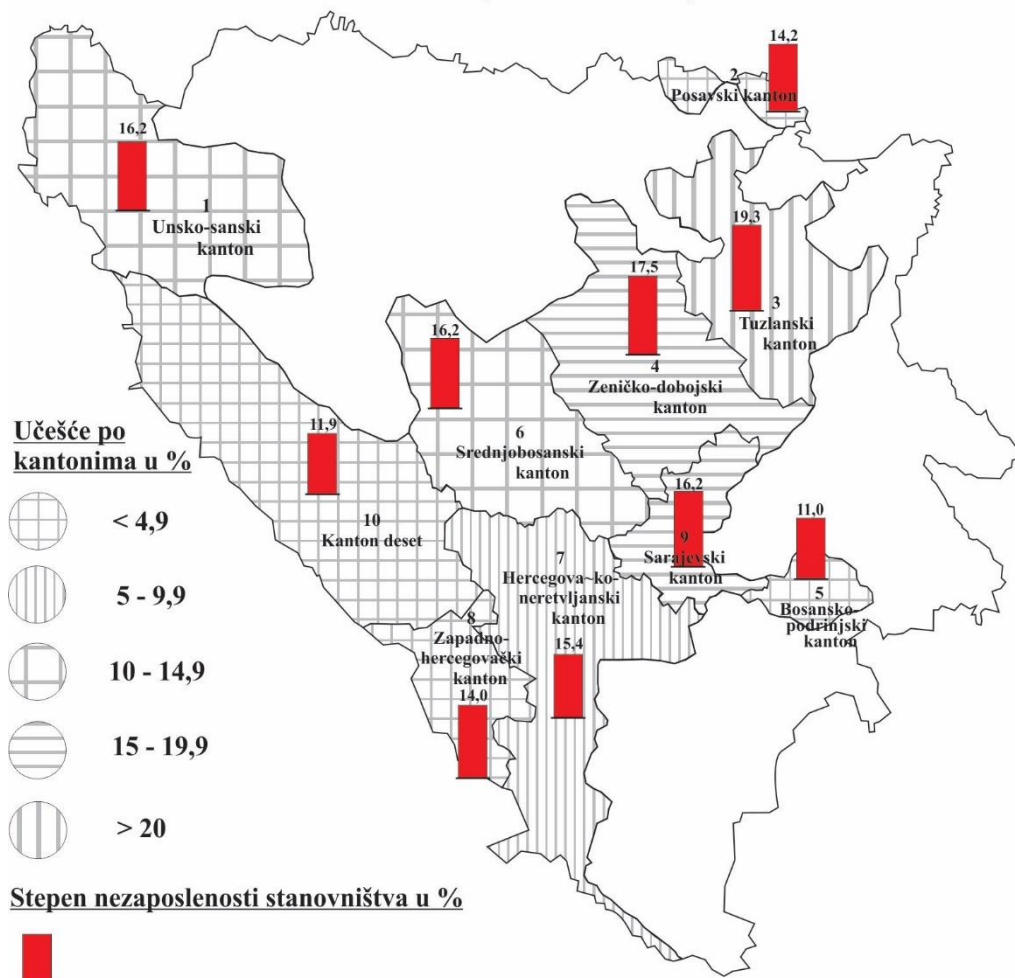 14,2
2
Posavski kanton
16,2
1
Unsko-sanski
kanton
19,3
3
Tuzlanski
kanton
17,5
4
Zeničko-dobojski
kanton
16,2
6
Srednjobosanski
kanton
11,9
10
Kanton deset
16,2
9
Sarajevski
kanton
11,0
5
Bosansko-
podrinjski
kanton
7
Hercegova~ko-
neretvljanski
kanton
15,4
8
Zapadno-
hercegovački
kanton
14,0
Učešće po
kantonima u %
< 4,9
5 - 9,9
10 - 14,9
15 - 19,9
> 20
Stepen nezaposlenosti stanovništva u %